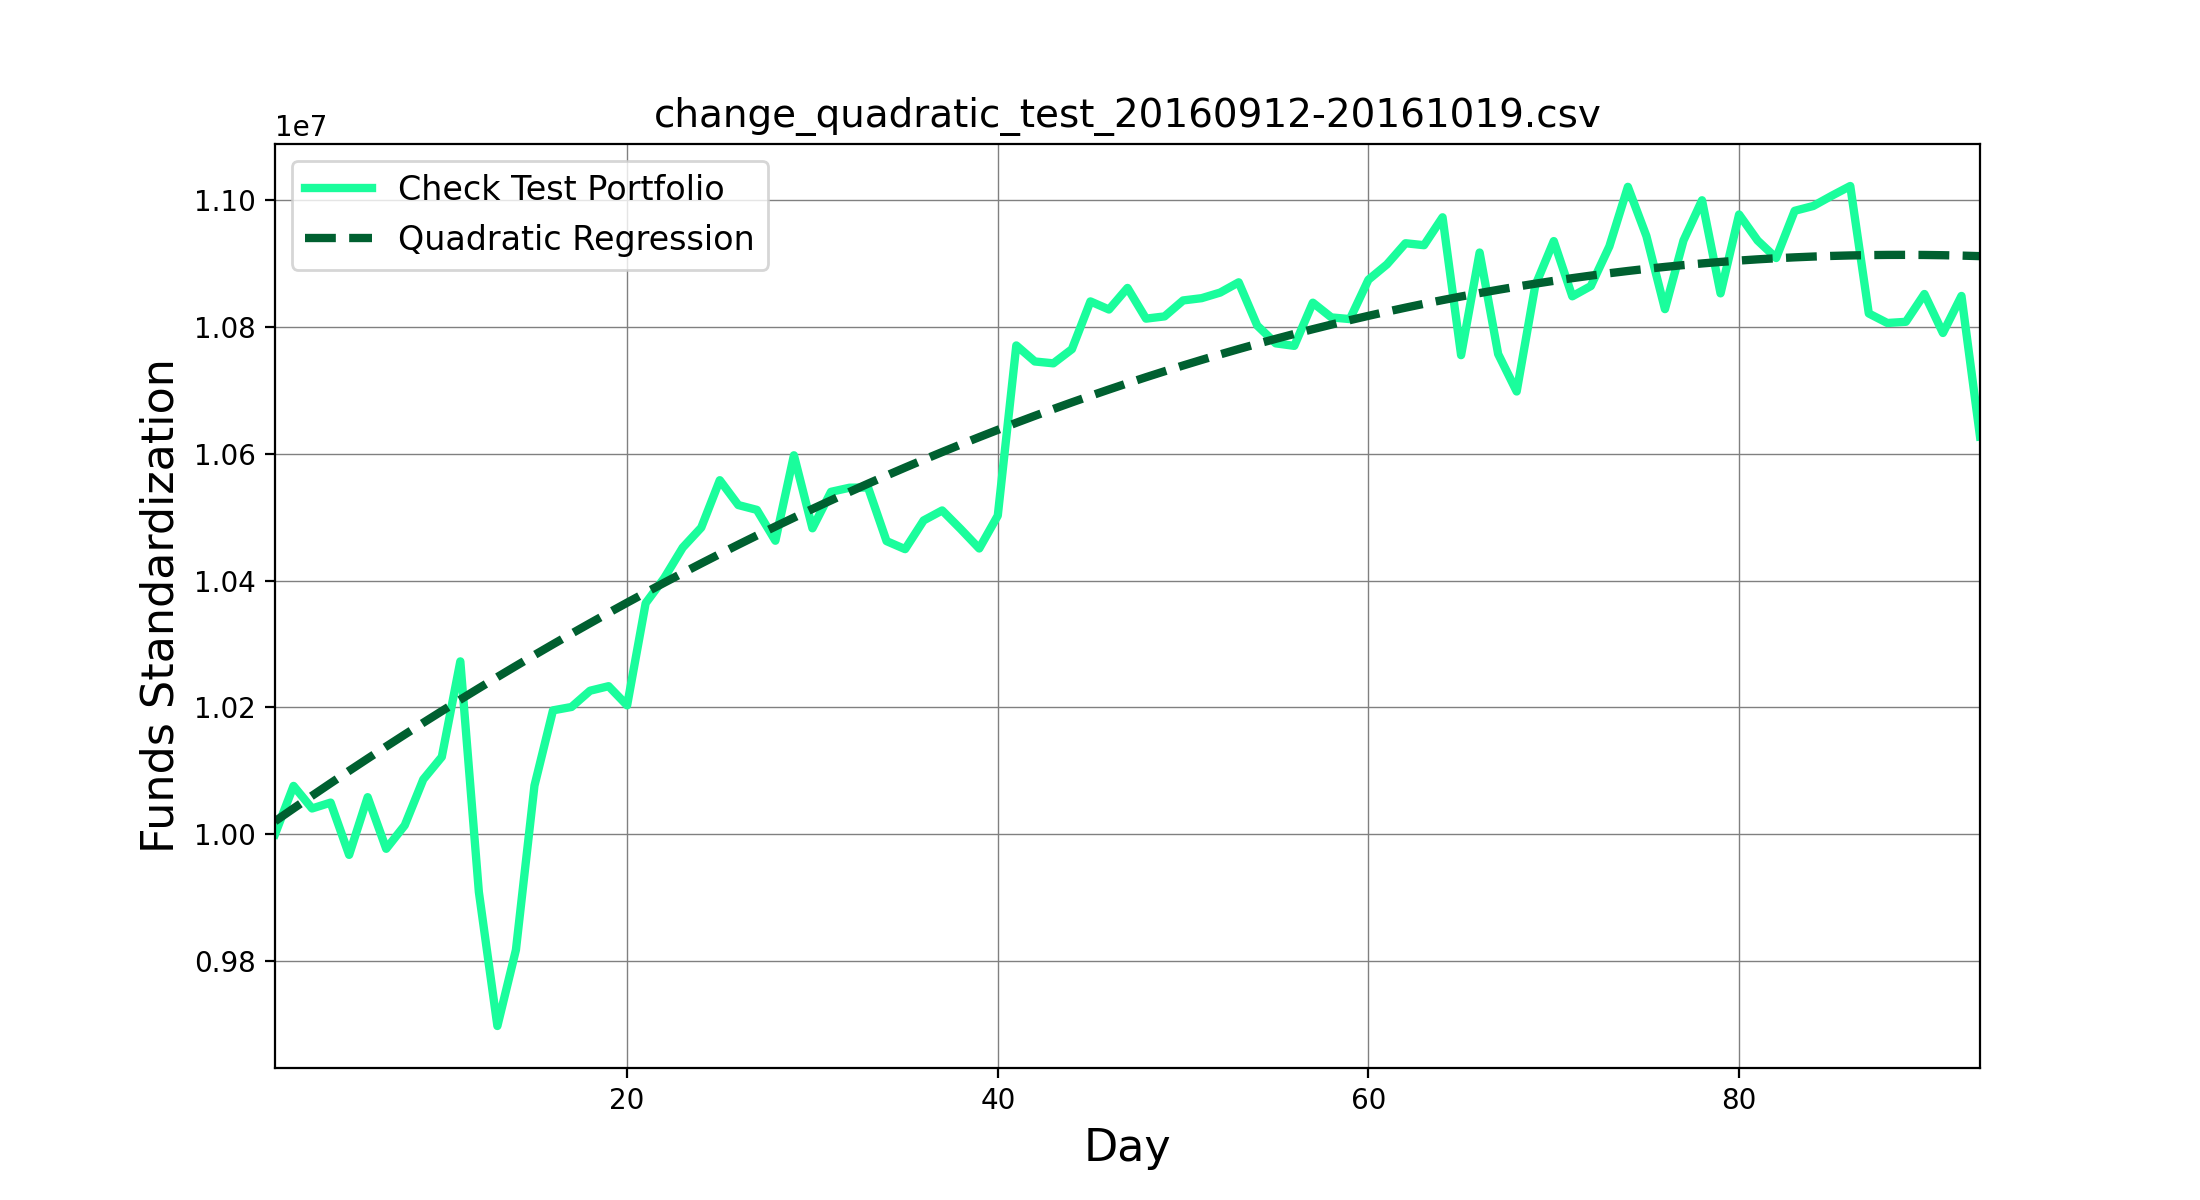 change_quadratic_test_20160912-20161019.csv
1e7
Check Test Portfolio
Quadratic Regression
1.10
1.08
1.06
1.04
1.02
1.00
0.98
Funds Standardization
20 40 60 80
Day